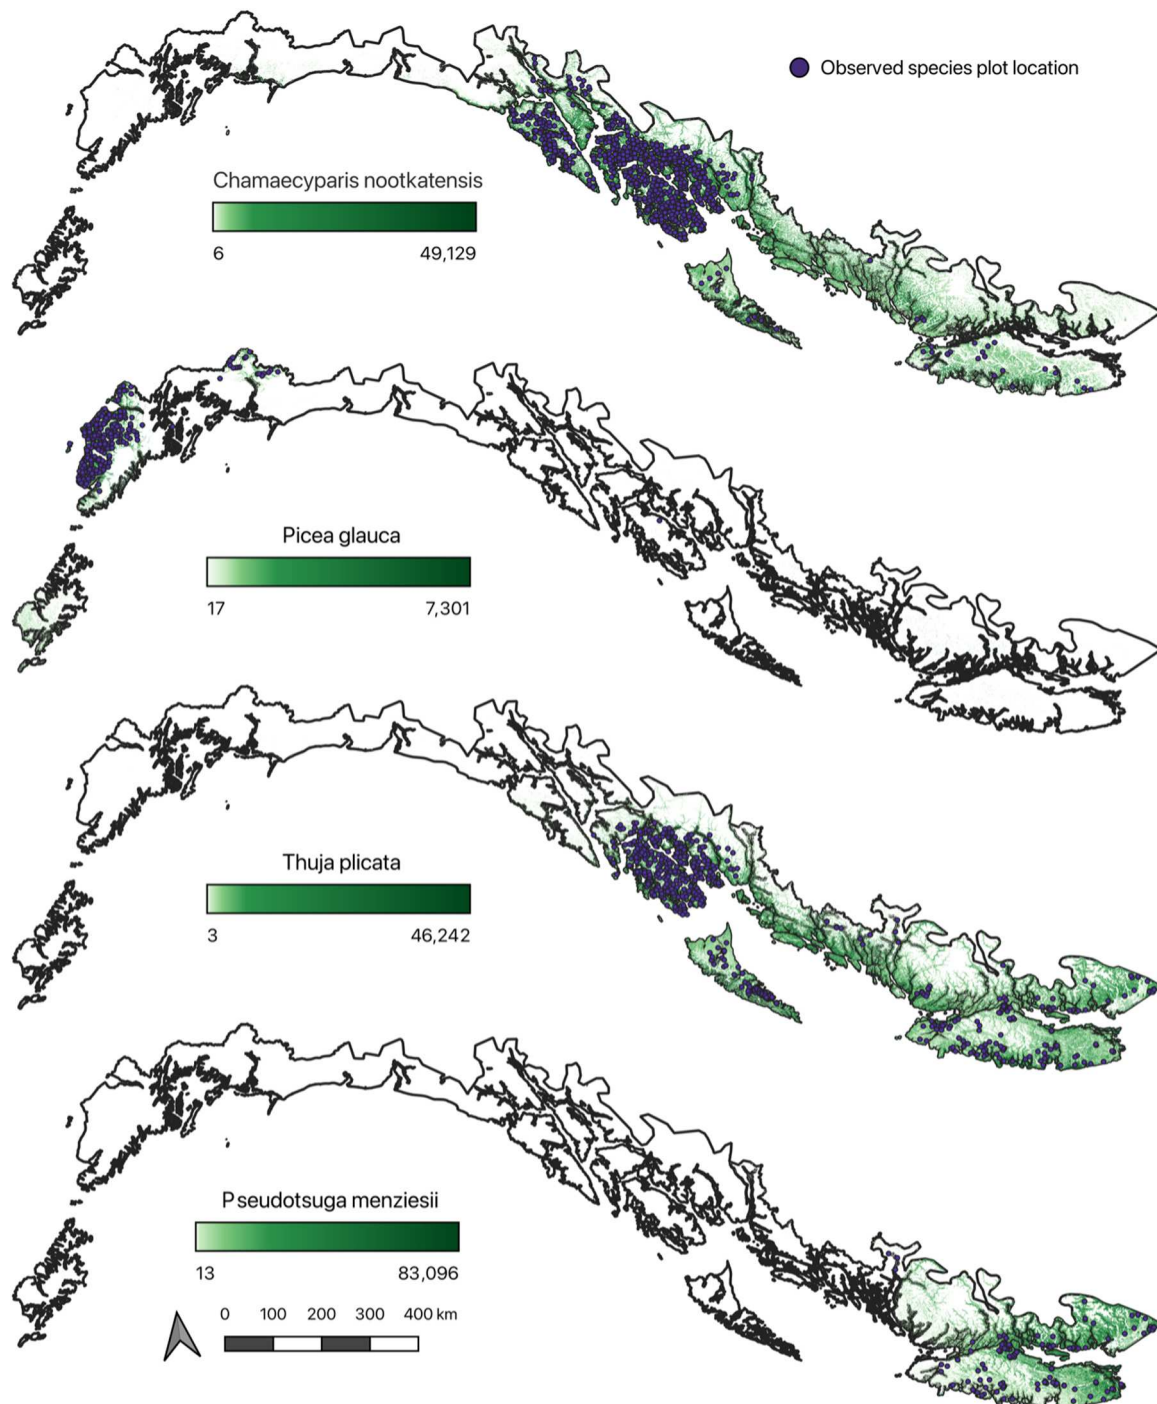 Observed species plot location
Chamaecyparis nootkatensis
6 49,129
Picea glauca
17 7,301
Thuja plicata
3 46,242
Pseudotsuga menziesii
13 83,096
0 100 200 300 400 km